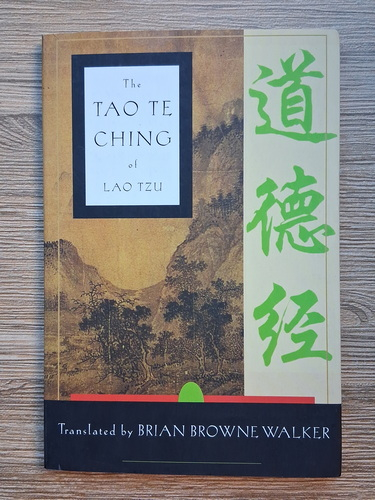 The
TAO TE
CHING
of
LAO TZU
道
德
经
Translated by BRIAN BROWNE WALKER